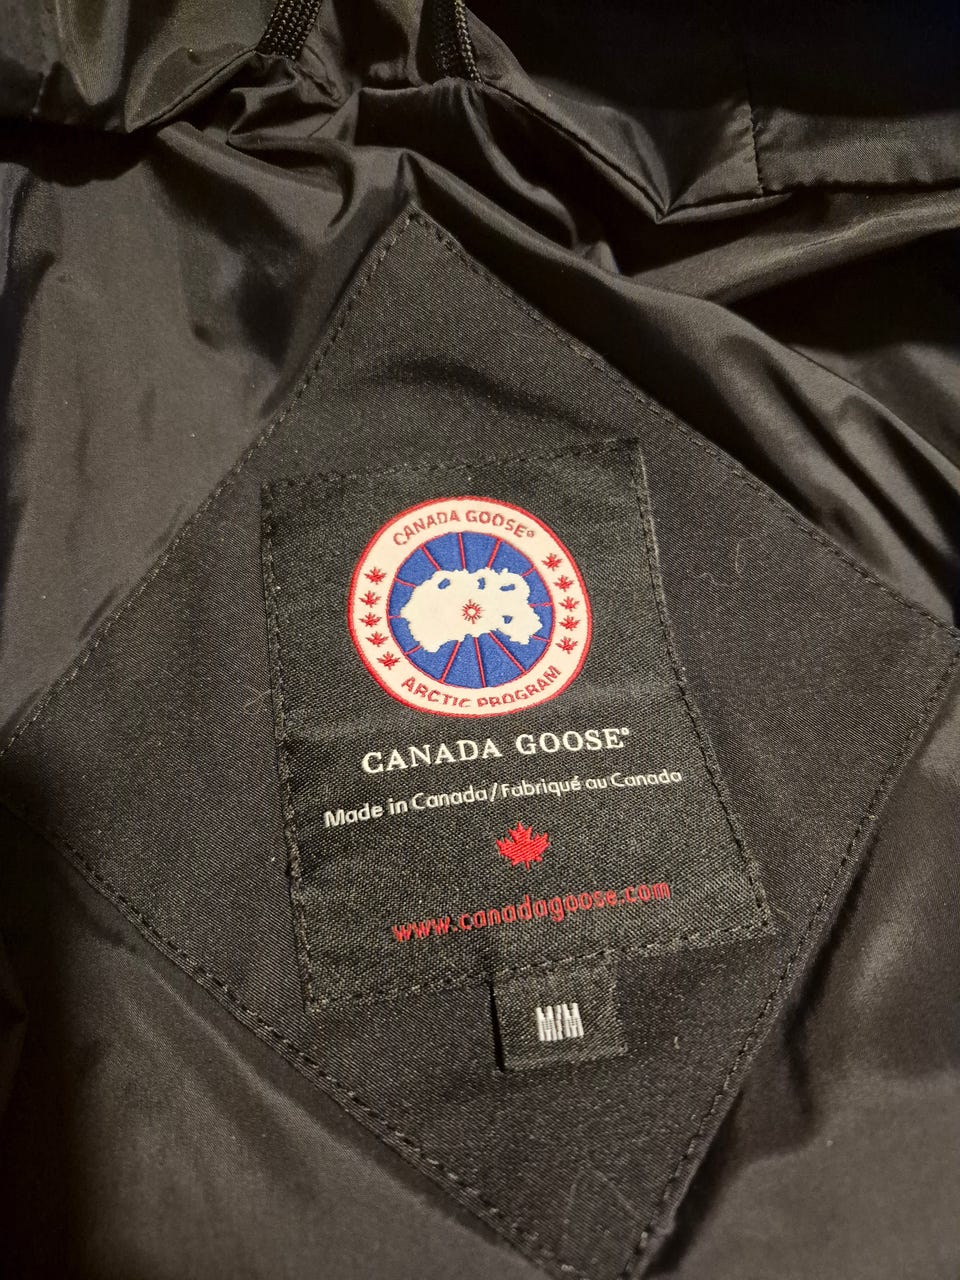 CANADA GOOSE®
ARCTIC PROGRAM
CANADA GOOSE®
Made in Canada/Fabriqué au Canada
www.canadagoose.com
M/M